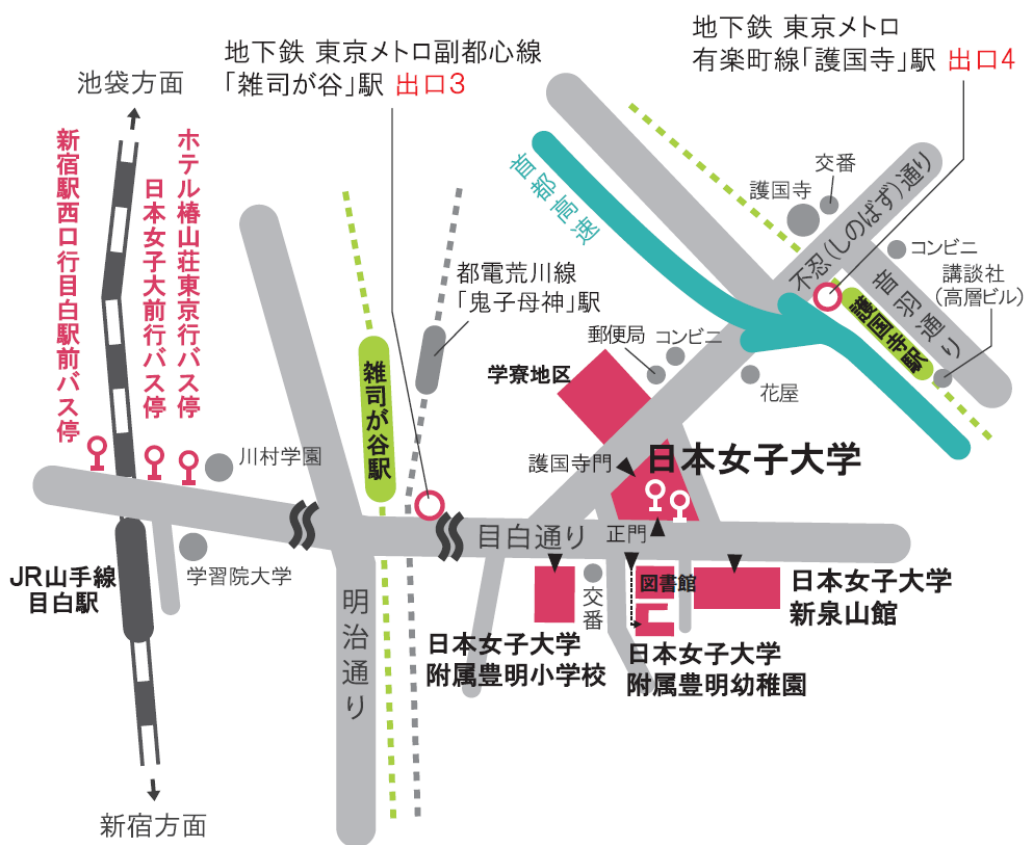 地下鉄 東京メトロ副都心線
「雑司が谷」駅 出口3
地下鉄 東京メトロ
有楽町線「護国寺」駅 出口4
池袋方面
新宿駅西口行目白駅前バス停
日本女子大前行バス停
ホテル椿山荘東京行バス停
首都高速
護国寺
交番
不忍(しのばず)通り
コンビニ
音羽通り
講談社
(高層ビル)
護国寺駅
都電荒川線
「鬼子母神」駅
雑司が谷駅
郵便局
コンビニ
学寮地区
花屋
川村学園
護国寺門
日本女子大学
目白通り
正門
学習院大学
JR山手線
目白駅
明治通り
交番
図書館
日本女子大学
新泉山館
日本女子大学
附属豊明小学校
日本女子大学
附属豊明幼稚園
新宿方面